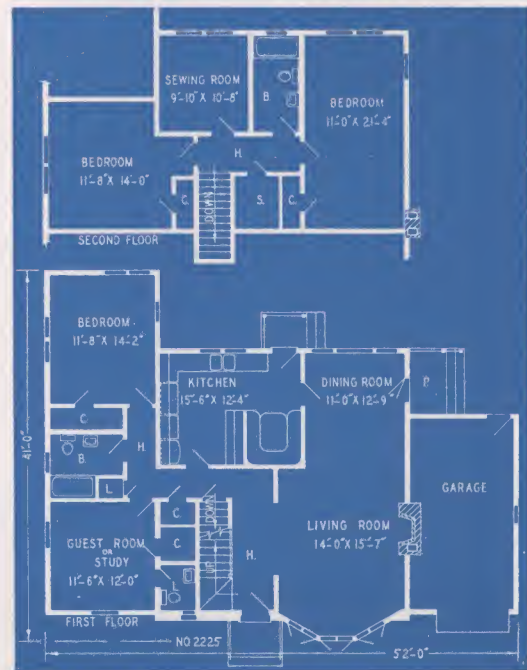 SEWING ROOM
9'-10" X 10'-8"
B.
BEDROOM
11'-0" X 21'-4"
BEDROOM
11'-8" X 14'-0"
H.
C.
DOWN
S.
C.
SECOND FLOOR
BEDROOM
11'-8" X 14'-2"
KITCHEN
15'-6" X 12'-4"
DINING ROOM
11'-0" X 12'-9"
P.
C.
B.
H.
L.
41'-0"
GARAGE
C.
C.
DOWN
UP
H.
L.
LIVING ROOM
14'-0" X 15'-7"
GUEST ROOM
OR
STUDY
11'-6" X 12'-0"
FIRST FLOOR
NO 2225
52'-0"